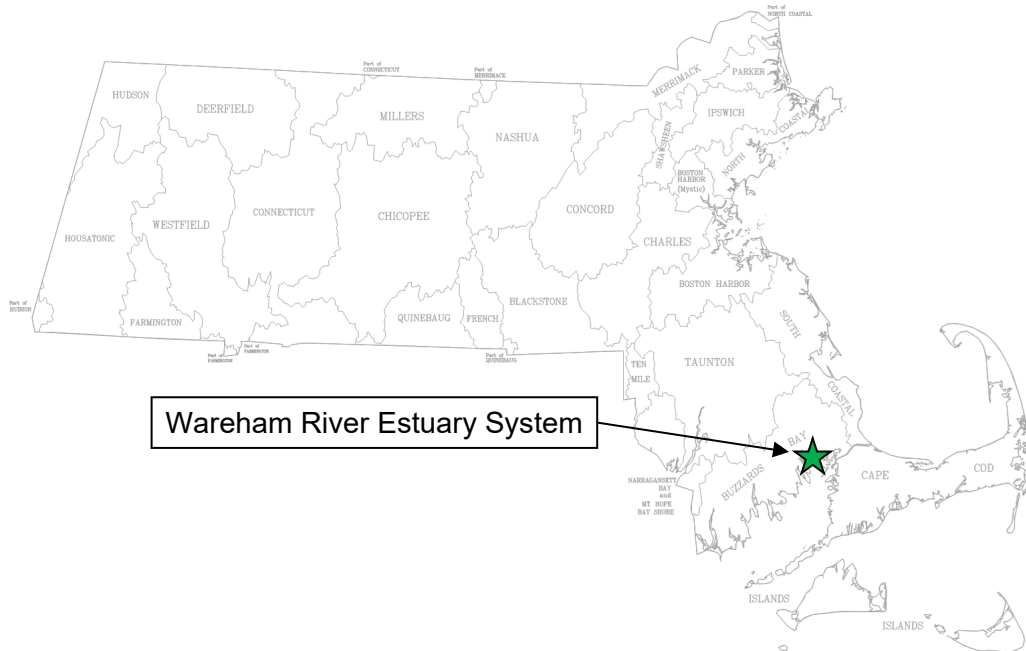 Part of
NORTH COASTAL
Part of
CONNECTICUT
Part of
MERRIMACK
MERRIMACK
PARKER
HUDSON
DEERFIELD
MILLERS
NASHUA
IPSWICH
COASTAL
SHAWSHEEN
NORTH
BOSTON
HARBOR
(Mystic)
HOUSATONIC
WESTFIELD
CONNECTICUT
CHICOPEE
CONCORD
CHARLES
BOSTON HARBOR
Part of
HUDSON
FARMINGTON
QUINEBAUG
FRENCH
BLACKSTONE
SOUTH
COASTAL
Part of
FARMINGTON
Part of
FARMINGTON
Part of
QUINEBAUG
TEN
MILE
TAUNTON
Wareham River Estuary System
BUZZARDS
BAY
CAPE
COD
NARRAGANSETT
BAY
and
MT. HOPE
BAY SHORE
ISLANDS
ISLANDS